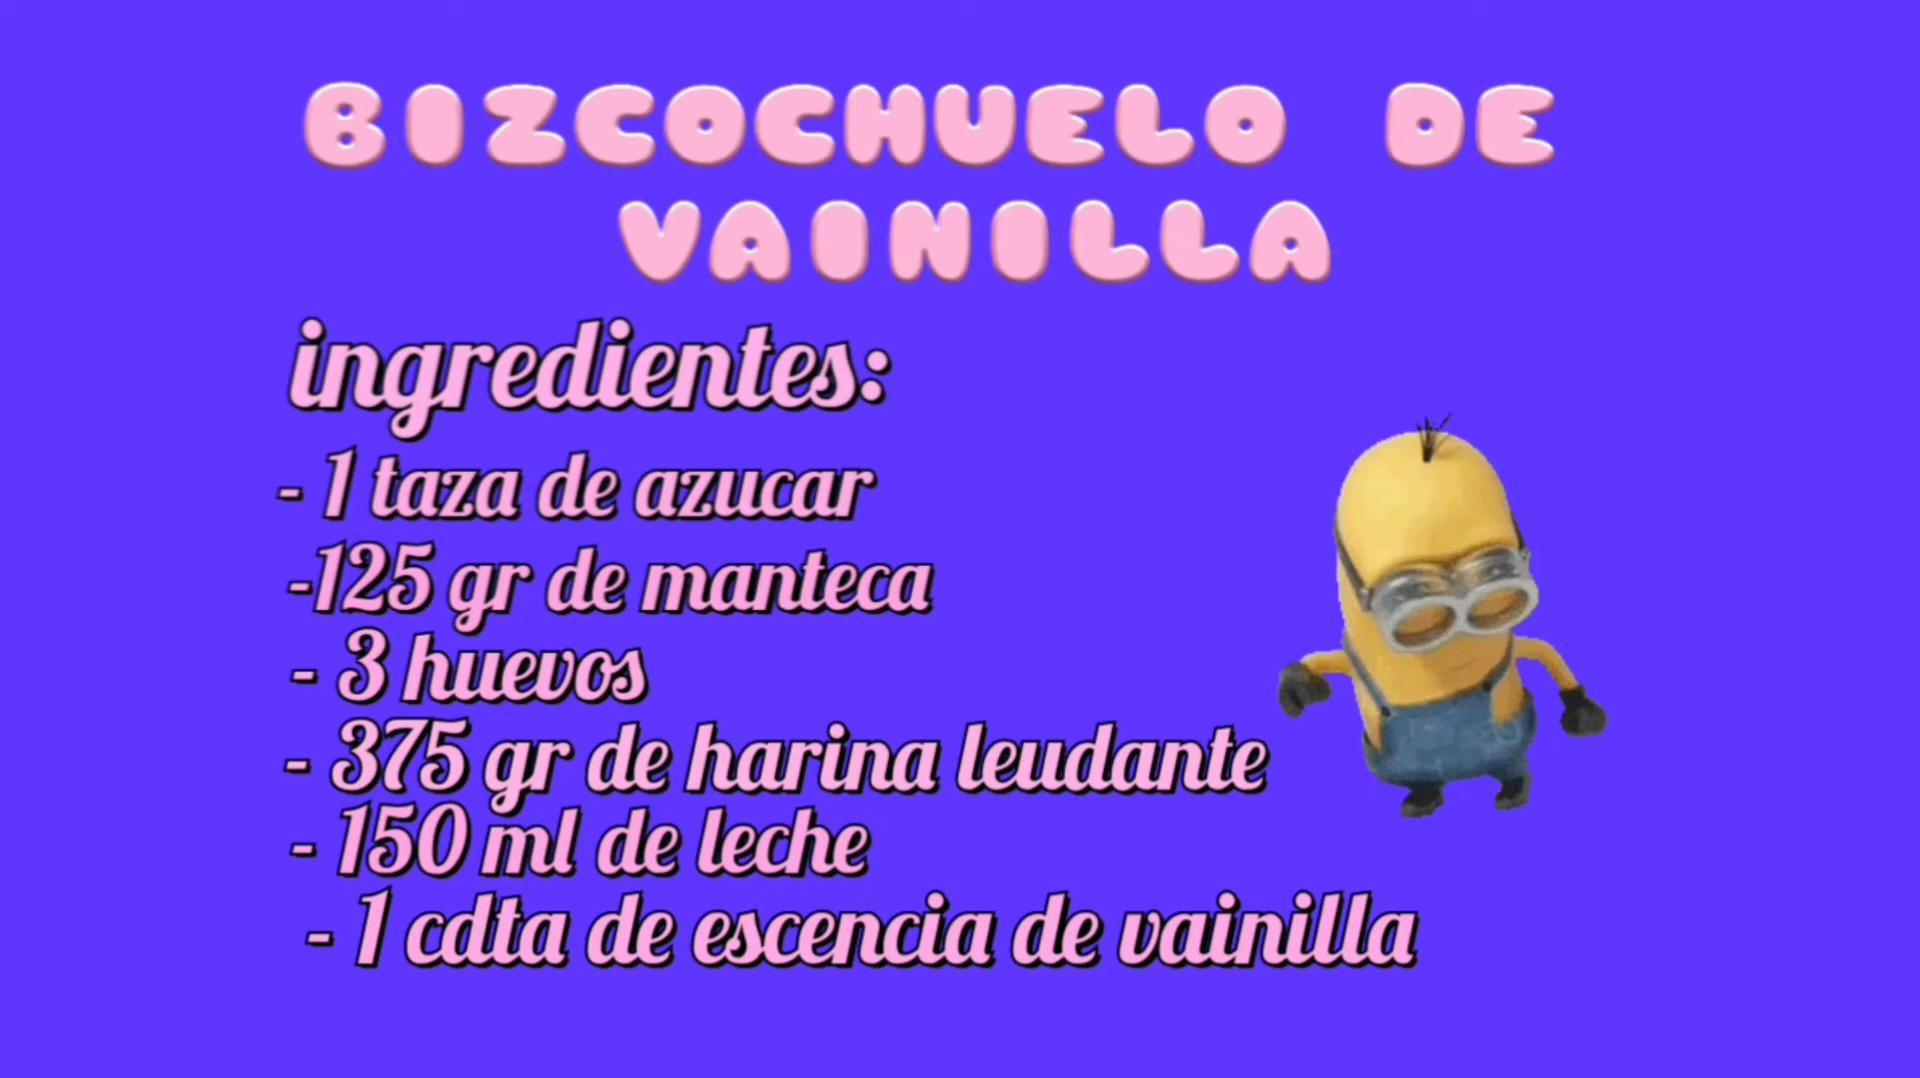 BIZCOCHUELO DE
VAINILLA
ingredientes:
- 1 taza de azucar
-125 gr de manteca
- 3 huevos
- 375 gr de harina leudante
- 150 ml de leche
- 1 cdta de escencia de vainilla